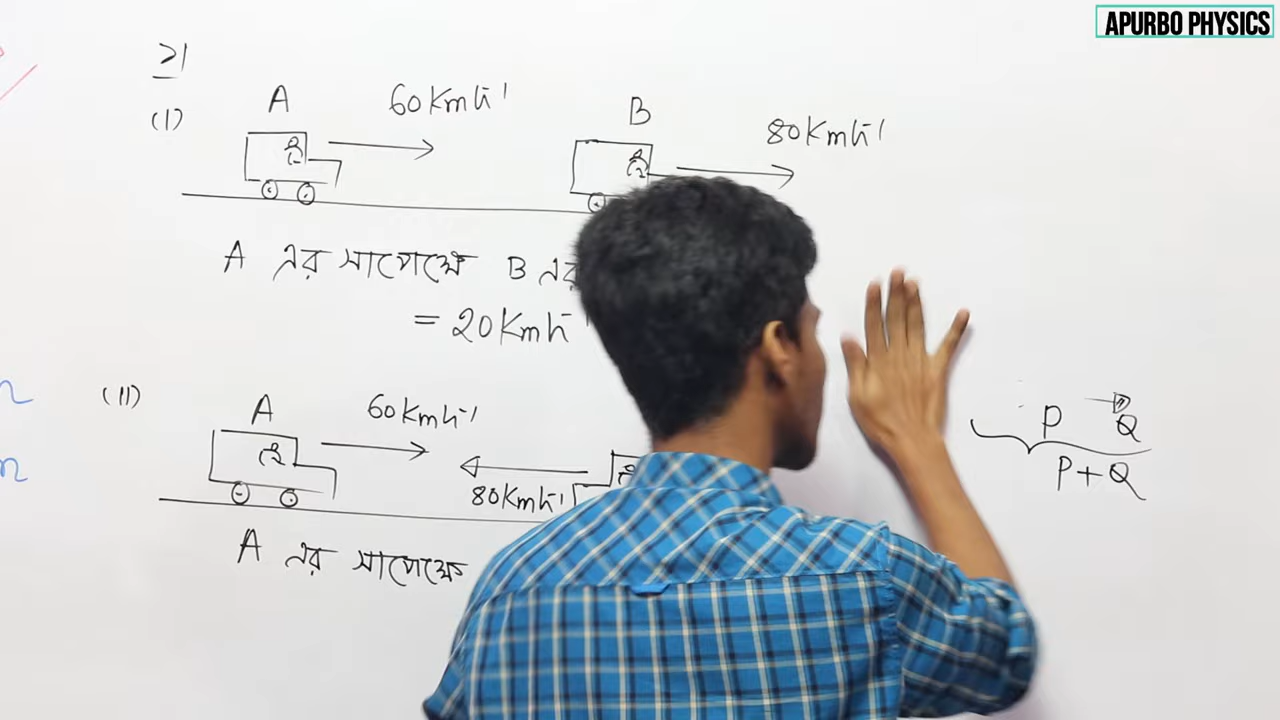 APURBO PHYSICS
১।
(I)
A
60 Kmh⁻¹
B
80 Kmh⁻¹
A এর সাপেক্ষে B এর
= 20 Kmh⁻
(II)
A
60 Kmh⁻¹
80 Kmh⁻¹
P → Q
P + Q
A এর সাপেক্ষে